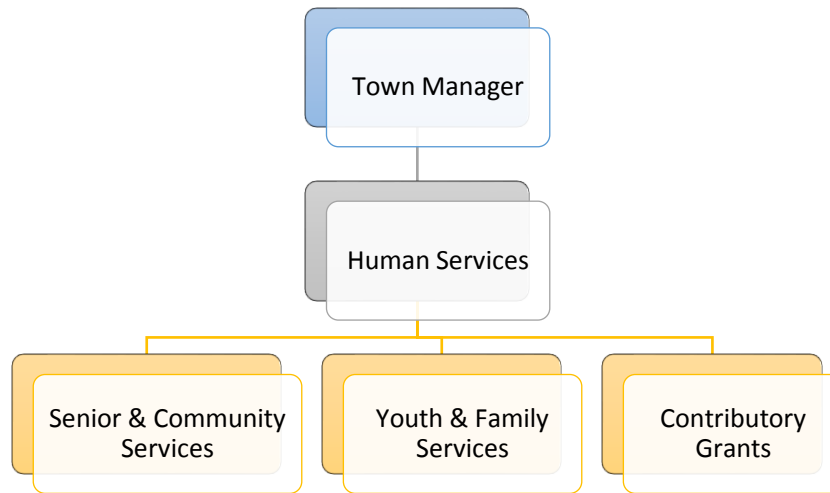 Town Manager
Human Services
Senior & Community
Services
Youth & Family
Services
Contributory
Grants